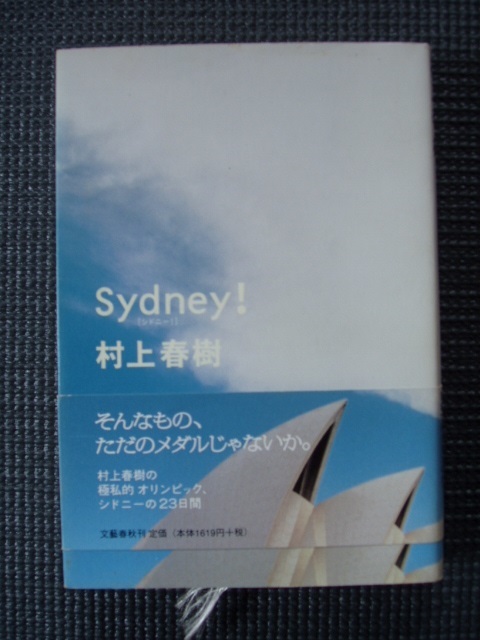 Sydney!
［シドニー！］
村上春樹
そんなもの、
ただのメダルじゃないか。
村上春樹の
極私的 オリンピック、
シドニーの23日間
文藝春秋刊 定価（本体1619円＋税）